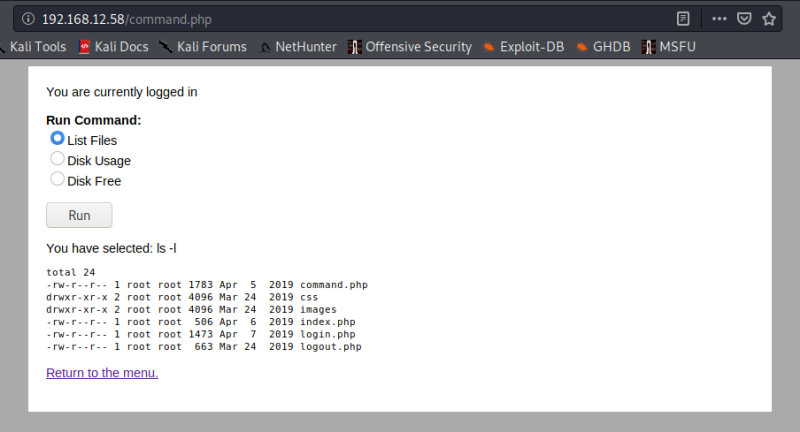 192.168.12.58/command.php
Kali Tools Kali Docs Kali Forums NetHunter Offensive Security Exploit-DB GHDB MSFU
You are currently logged in
Run Command:
List Files
Disk Usage
Disk Free
Run
You have selected: ls -l
total 24
-rw-r--r-- 1 root root 1783 Apr  5  2019 command.php
drwxr-xr-x 2 root root 4096 Mar 24  2019 css
drwxr-xr-x 2 root root 4096 Mar 24  2019 images
-rw-r--r-- 1 root root  506 Apr  6  2019 index.php
-rw-r--r-- 1 root root 1473 Apr  7  2019 login.php
-rw-r--r-- 1 root root  663 Mar 24  2019 logout.php
Return to the menu.